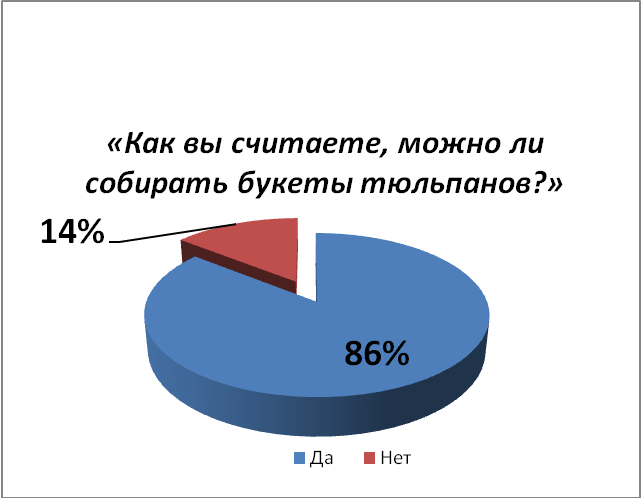 «Как вы считаете, можно ли
собирать букеты тюльпанов?»
14%
86%
Да
Нет